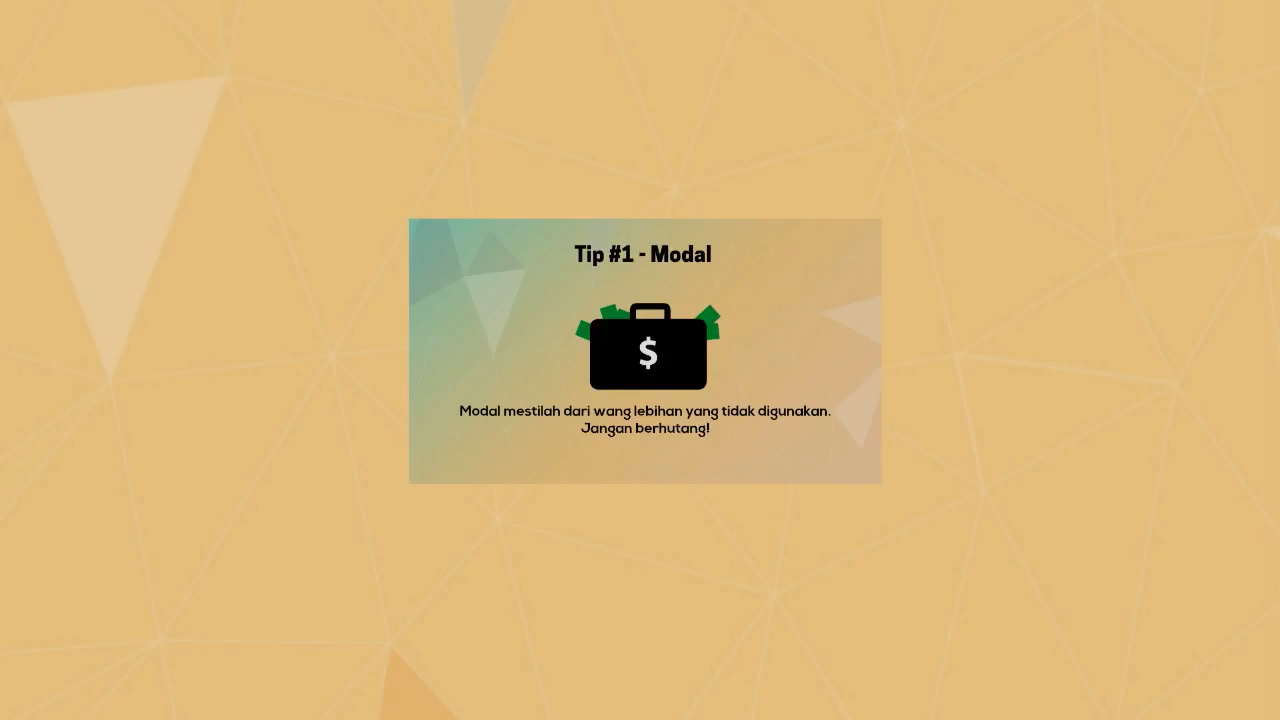 Tip #1 - Modal
$
Modal mestilah dari wang lebihan yang tidak digunakan.
Jangan berhutang!